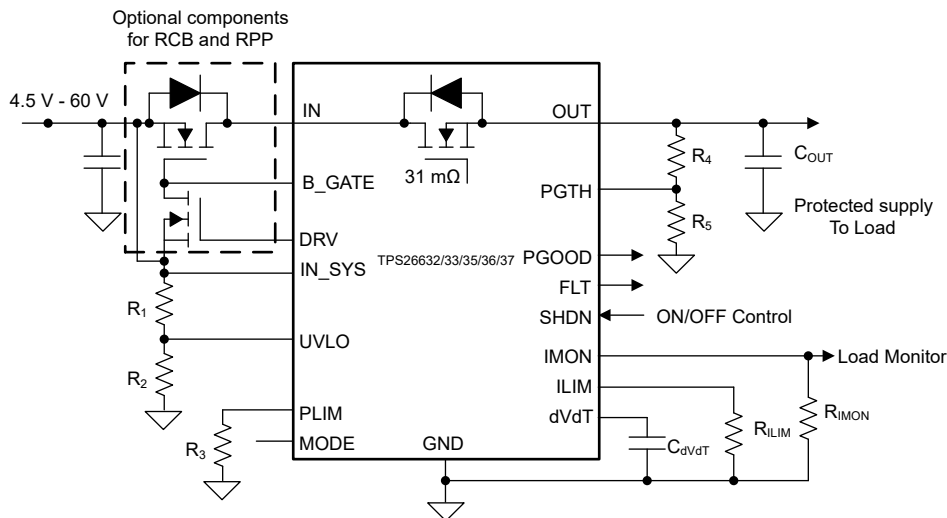 Optional components
for RCB and RPP
4.5 V - 60 V
IN
OUT
31 mΩ
B_GATE
DRV
IN_SYS
UVLO
PLIM
MODE
GND
TPS26632/33/35/36/37
PGTH
PGOOD
FLT
SHDN
IMON
ILIM
dVdT
R1
R2
R3
R4
R5
COUT
Protected supply
To Load
ON/OFF Control
Load Monitor
RIMON
RILIM
CdVdT